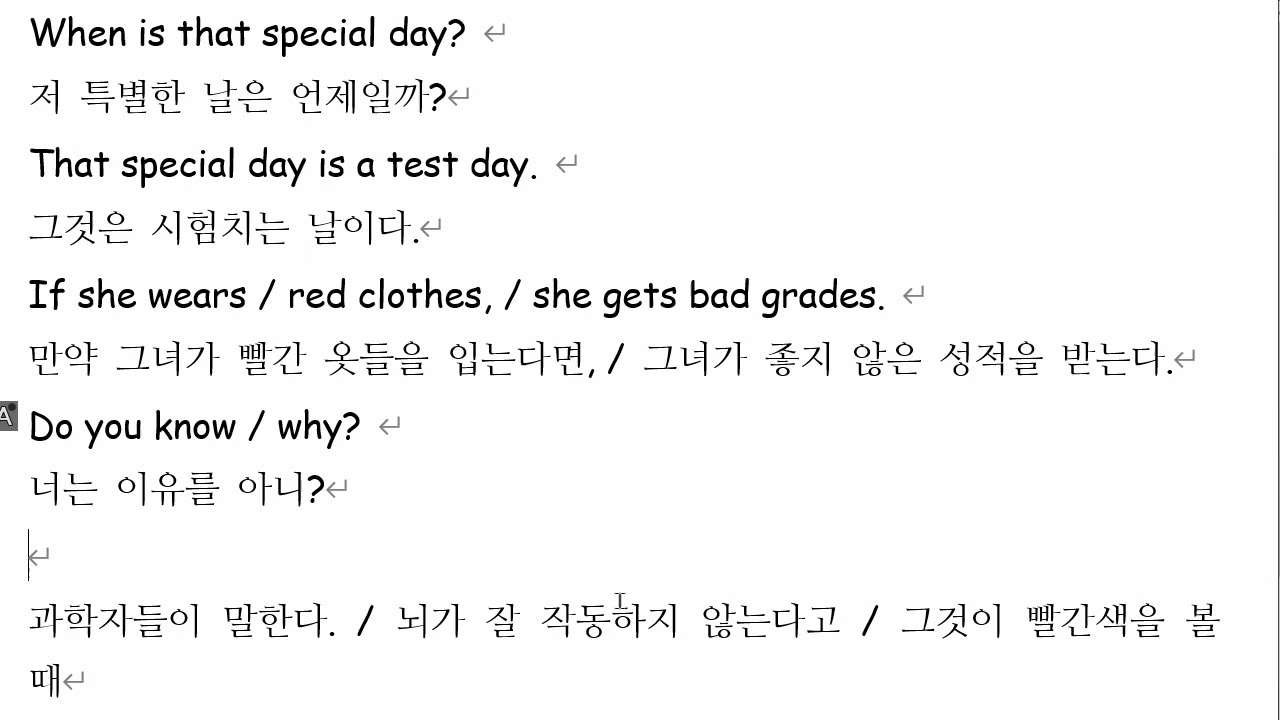 When is that special day?
저 특별한 날은 언제일까?
That special day is a test day.
그것은 시험치는 날이다.
If she wears / red clothes, / she gets bad grades.
만약 그녀가 빨간 옷들을 입는다면, / 그녀가 좋지 않은 성적을 받는다.
A
Do you know / why?
너는 이유를 아니?
과학자들이 말한다. / 뇌가 잘 작동하지 않는다고 / 그것이 빨간색을 볼
때